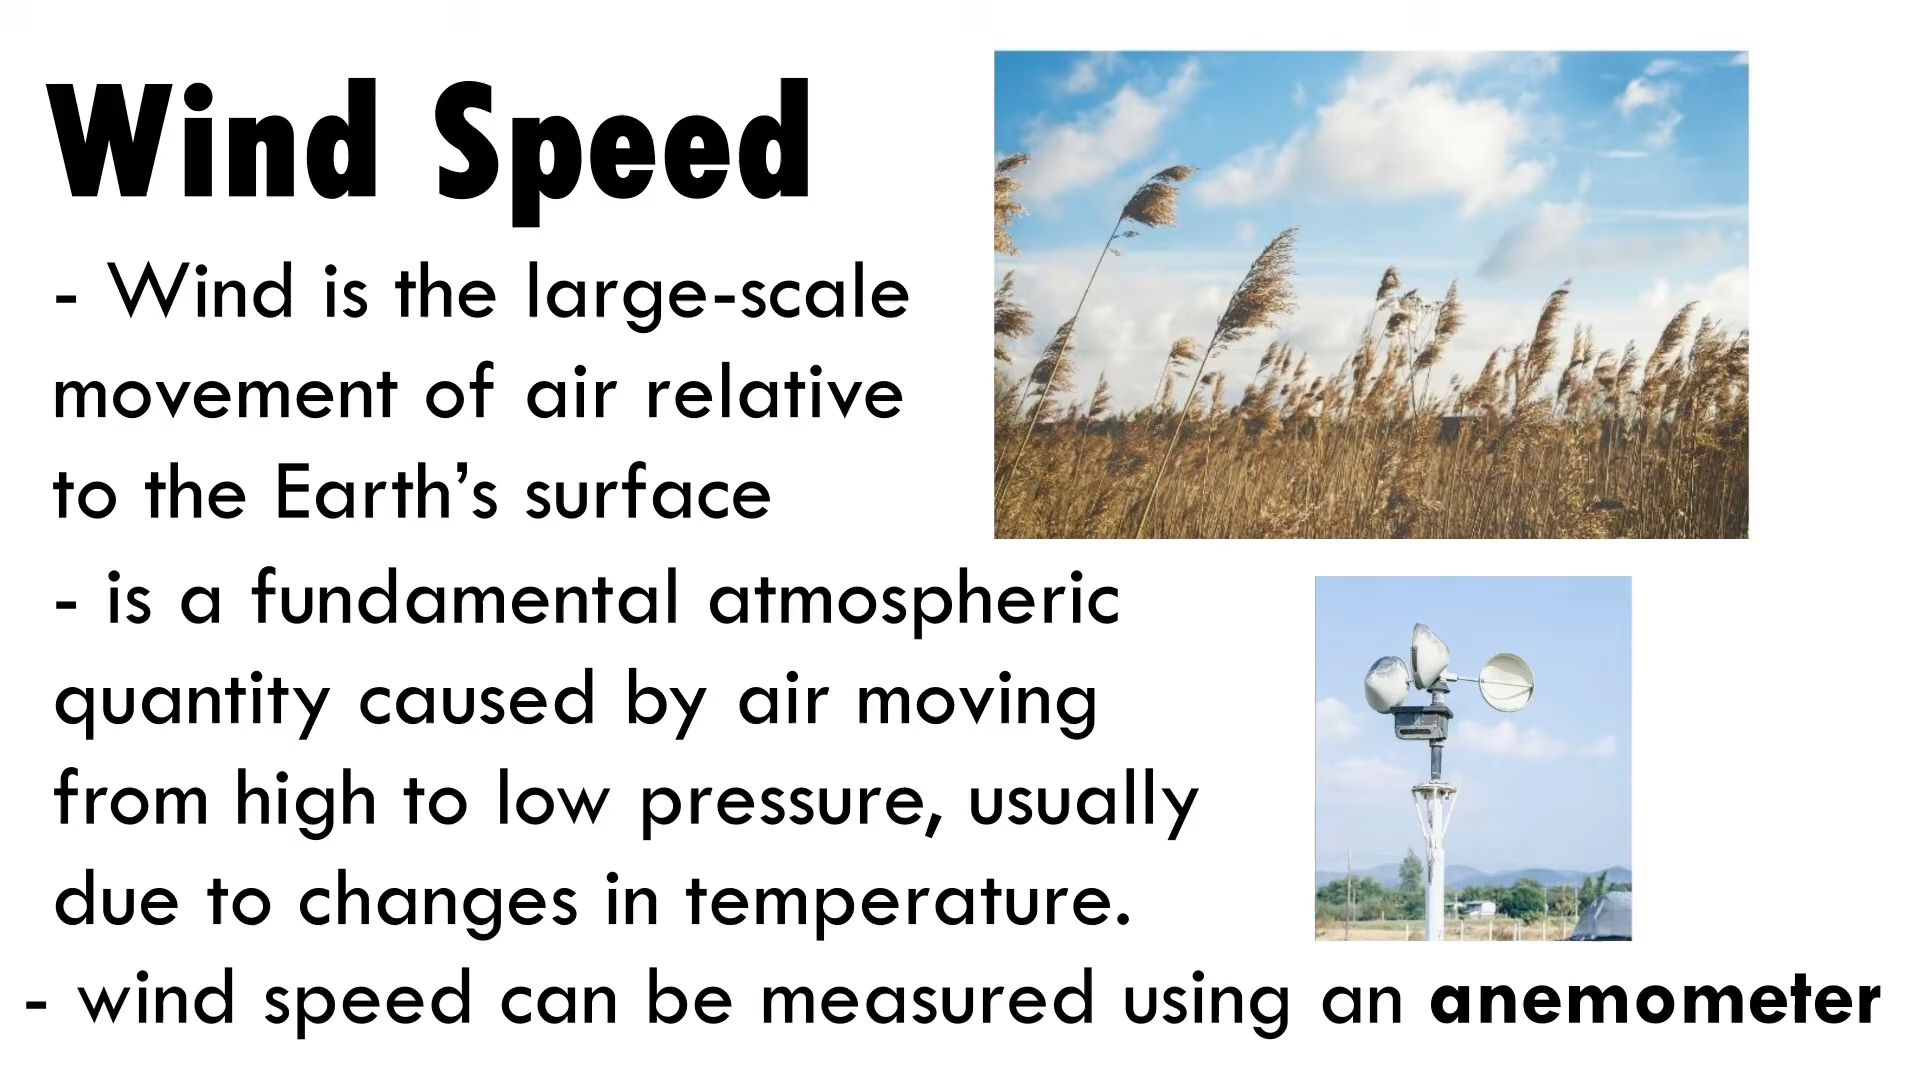 Wind Speed
- Wind is the large-scale
movement of air relative
to the Earth’s surface
- is a fundamental atmospheric
quantity caused by air moving
from high to low pressure, usually
due to changes in temperature.
- wind speed can be measured using an anemometer